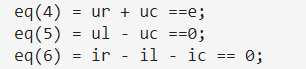 eq(4) = ur + uc ==e;
eq(5) = ul - uc ==0;
eq(6) = ir - il - ic == 0;